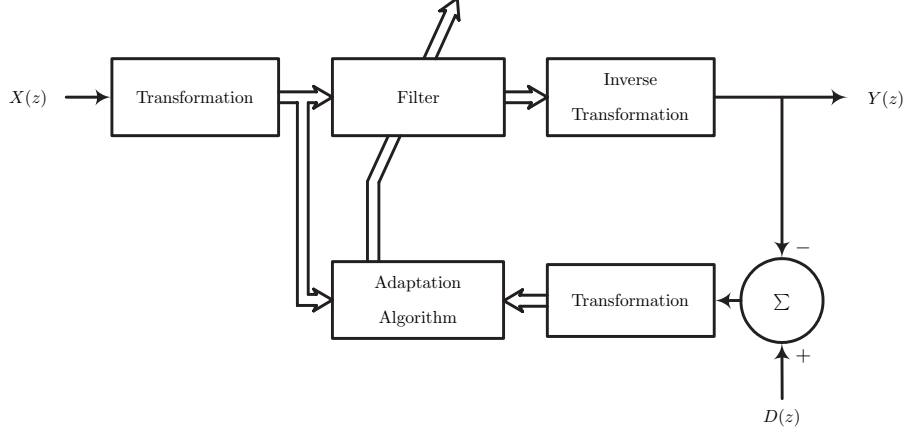 X(z)
Transformation
Filter
Inverse
Transformation
Y(z)
−
Adaptation
Algorithm
Transformation
Σ
+
D(z)